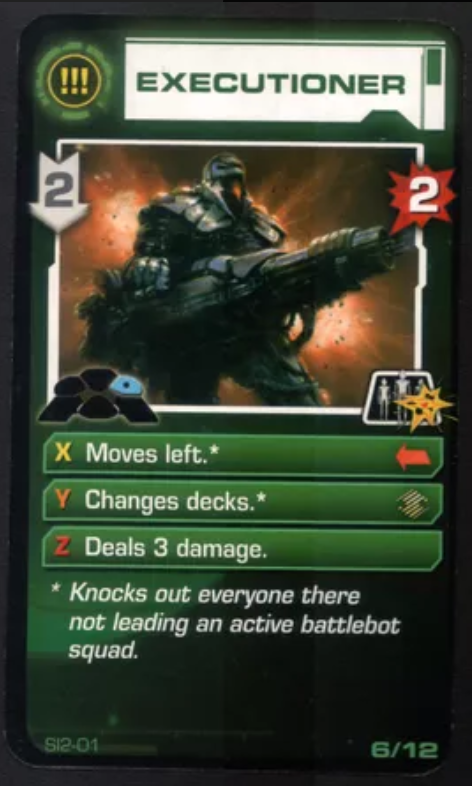 !!!
EXECUTIONER
2
2
X Moves left.*
Y Changes decks.*
Z Deals 3 damage.
* Knocks out everyone there
not leading an active battlebot
squad.
SI2-01
6/12